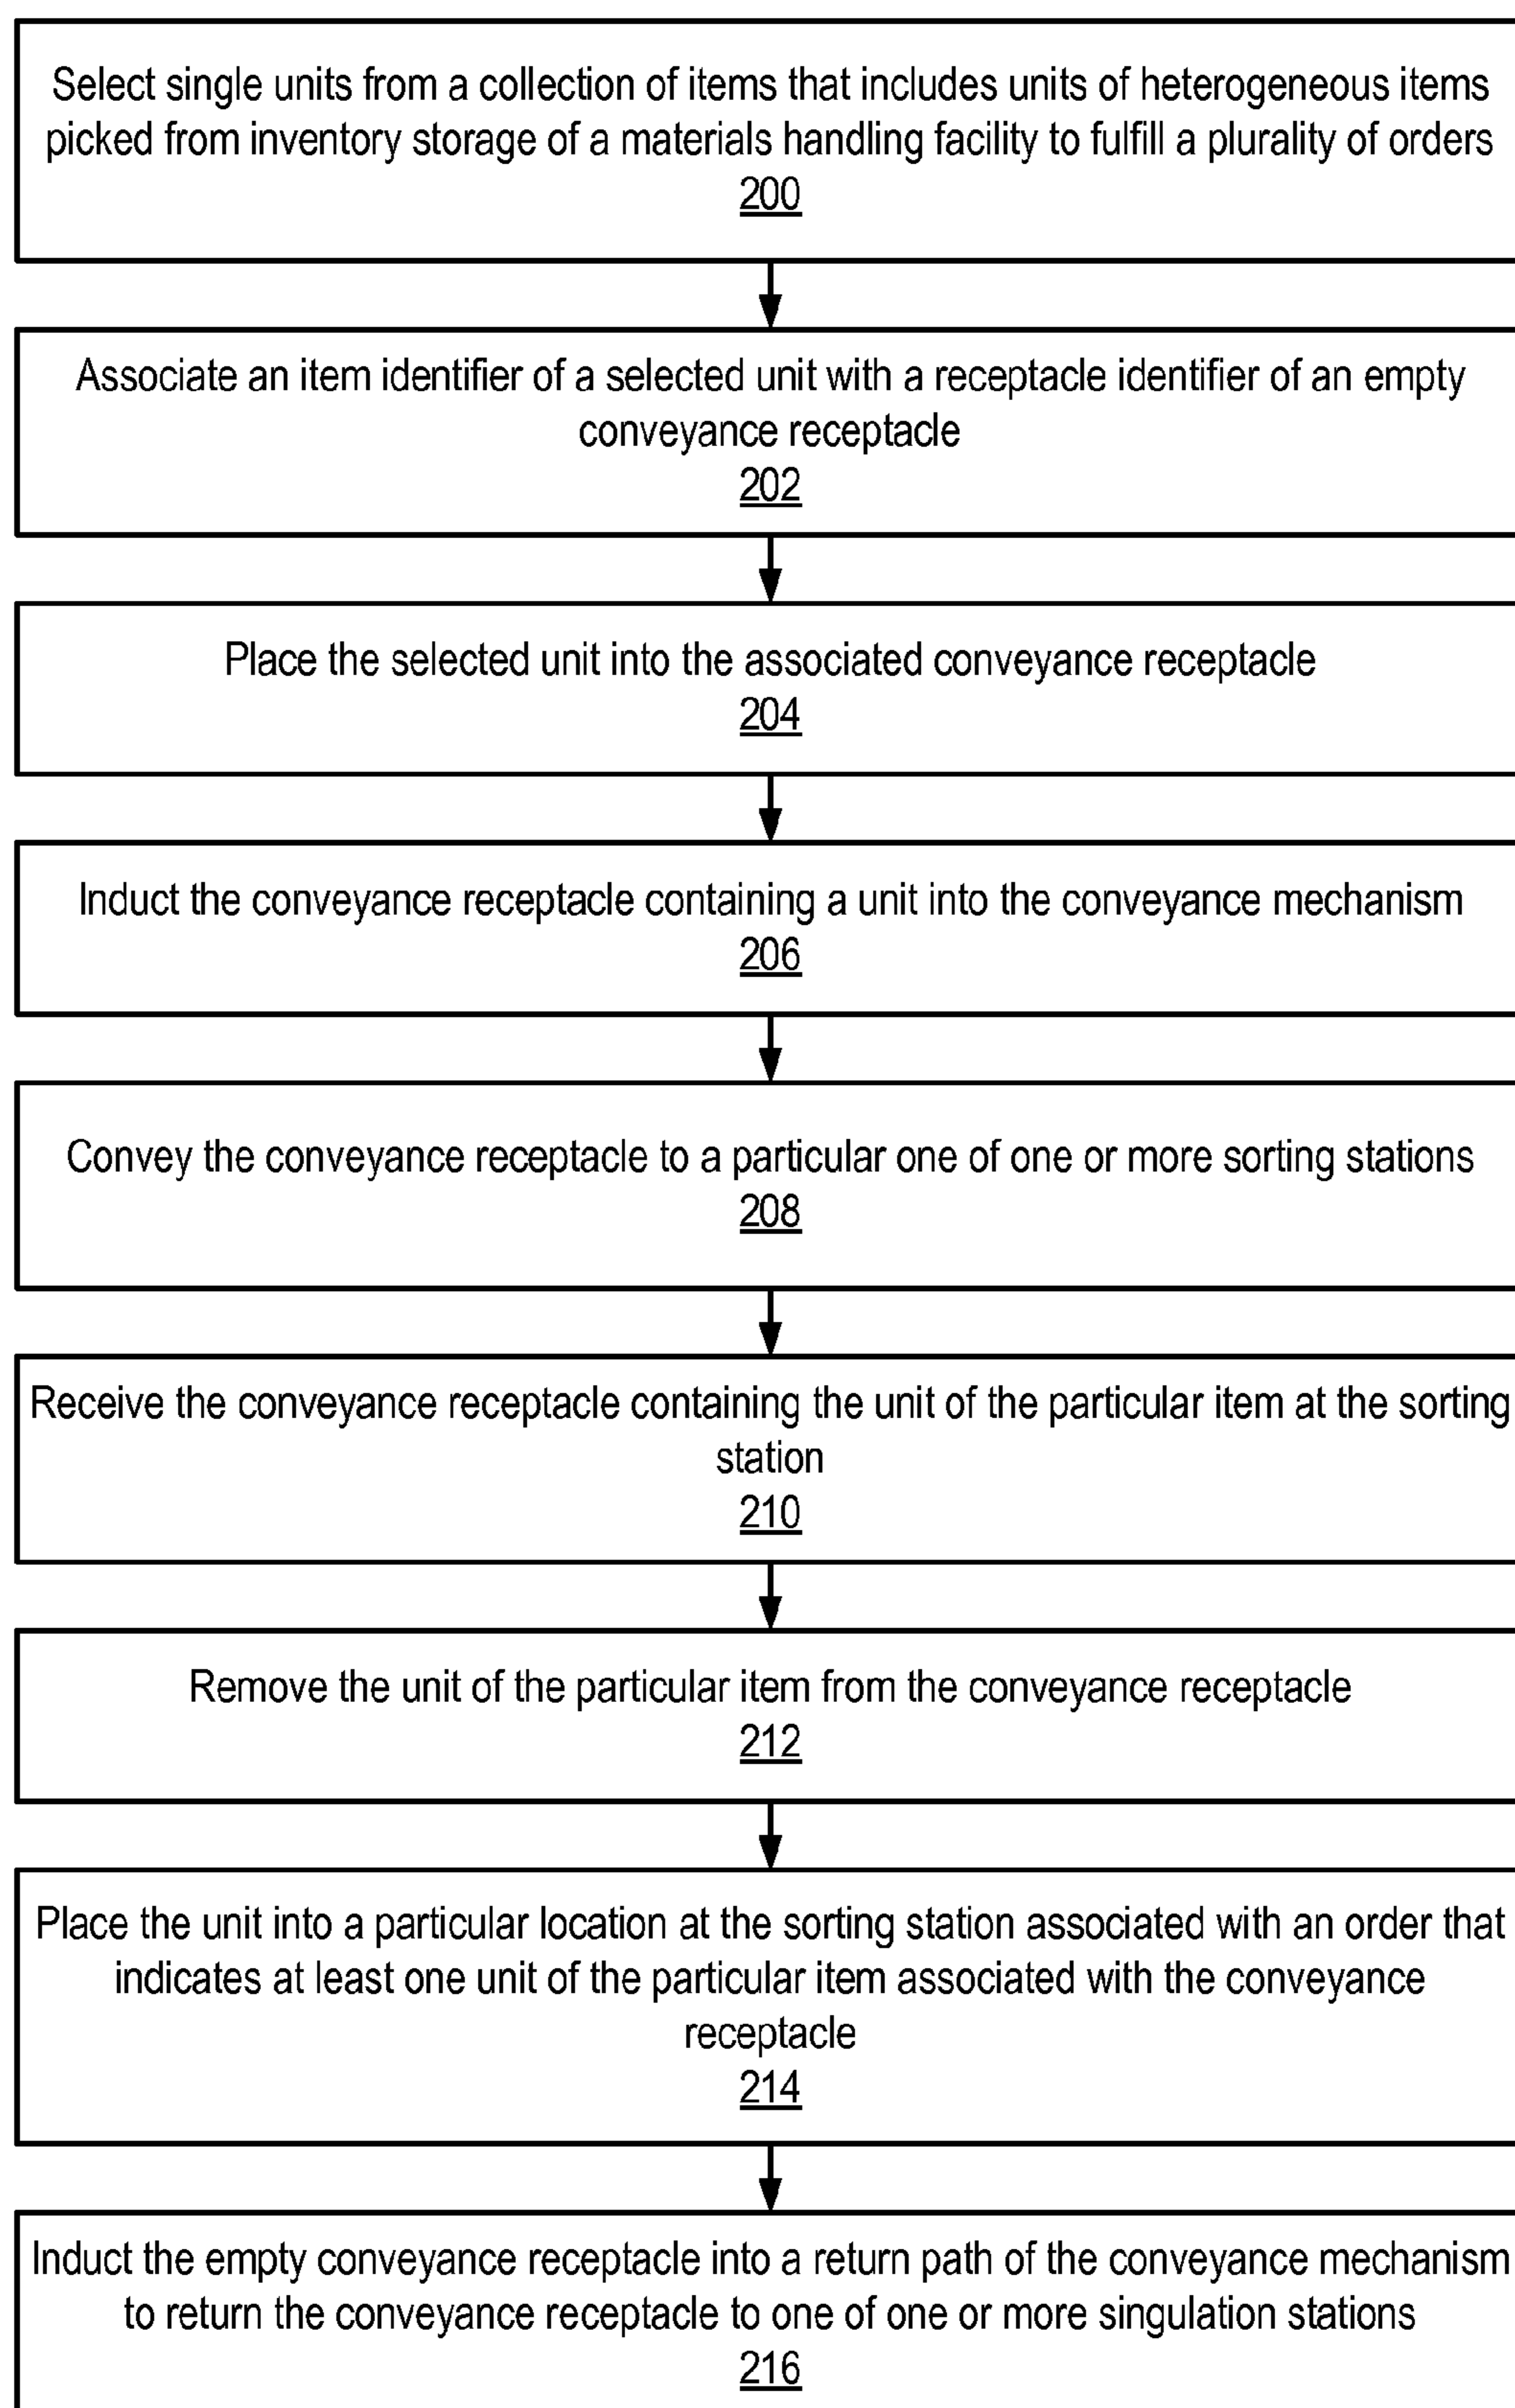 Select single units from a collection of items that includes units of heterogeneous items
picked from inventory storage of a materials handling facility to fulfill a plurality of orders
200
Associate an item identifier of a selected unit with a receptacle identifier of an empty
conveyance receptacle
202
Place the selected unit into the associated conveyance receptacle
204
Induct the conveyance receptacle containing a unit into the conveyance mechanism
206
Convey the conveyance receptacle to a particular one of one or more sorting stations
208
Receive the conveyance receptacle containing the unit of the particular item at the sorting
station
210
Remove the unit of the particular item from the conveyance receptacle
212
Place the unit into a particular location at the sorting station associated with an order that
indicates at least one unit of the particular item associated with the conveyance
receptacle
214
Induct the empty conveyance receptacle into a return path of the conveyance mechanism
to return the conveyance receptacle to one of one or more singulation stations
216